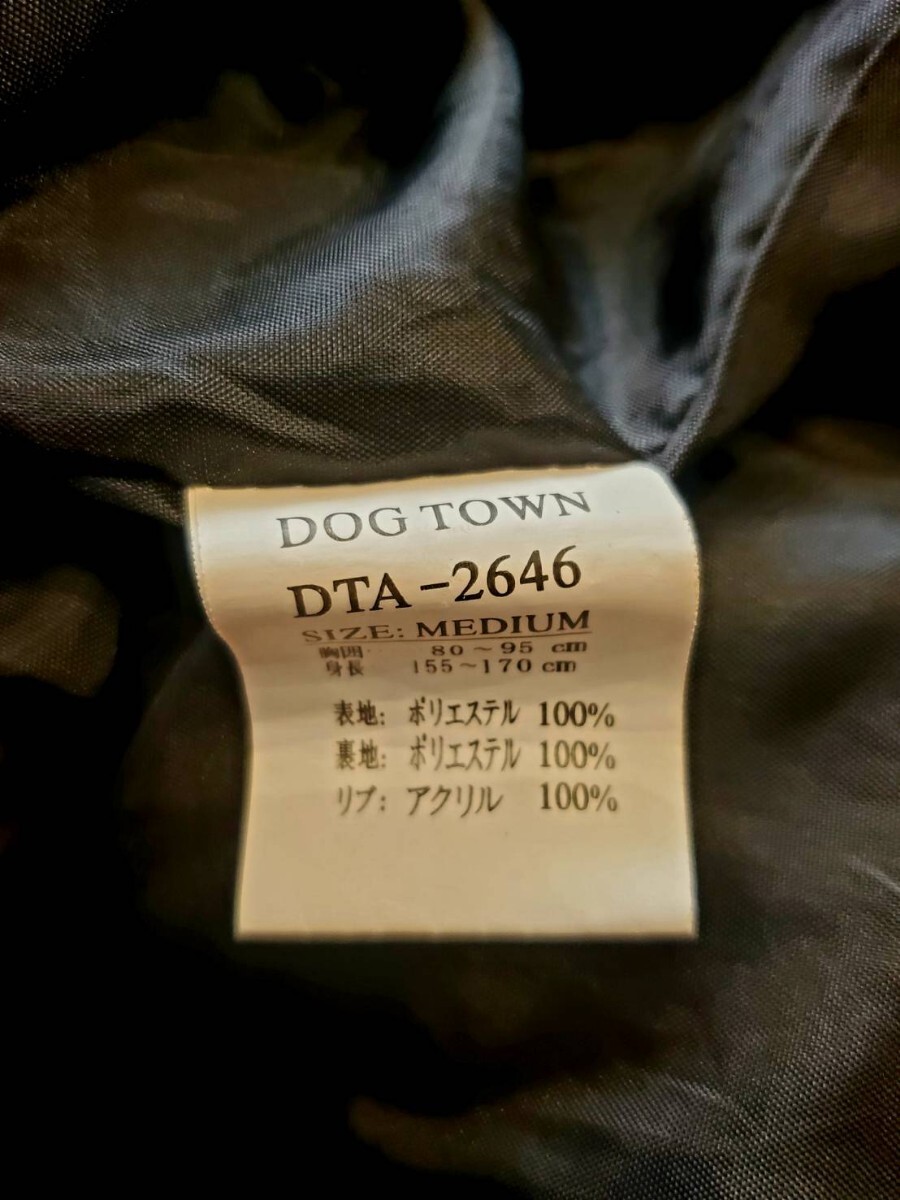 DOG TOWN
DTA-2646
SIZE: MEDIUM
胸囲 80～95 cm
身長 155～170 cm
表地: ポリエステル 100%
裏地: ポリエステル 100%
リブ: アクリル 100%